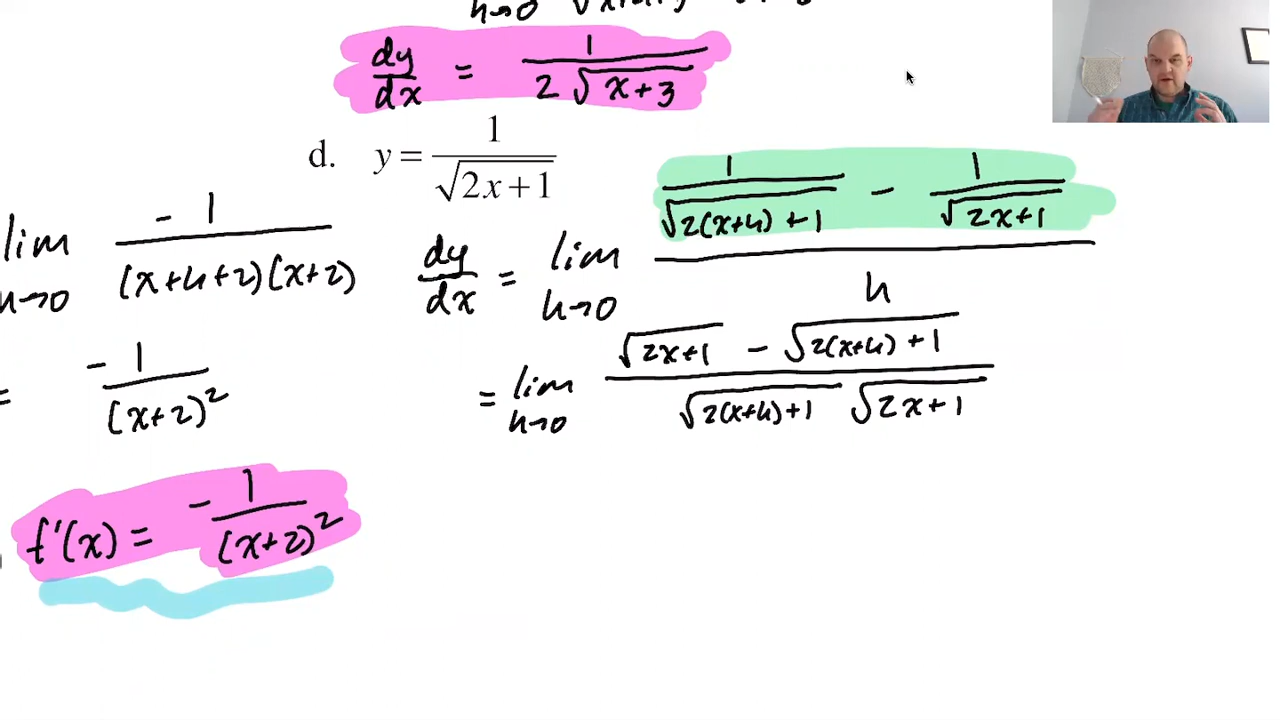 h→0
dy/dx = 1/(2√(x+3))
d. y = 1/√(2x+1)
lim h→0 -1/((x+h+2)(x+2))
= -1/(x+2)²
f'(x) = -1/(x+2)²
dy/dx = lim h→0 (1/√(2(x+h)+1) - 1/√(2x+1))/h
= lim h→0 (√(2x+1) - √(2(x+h)+1))/(√(2(x+h)+1) √(2x+1))